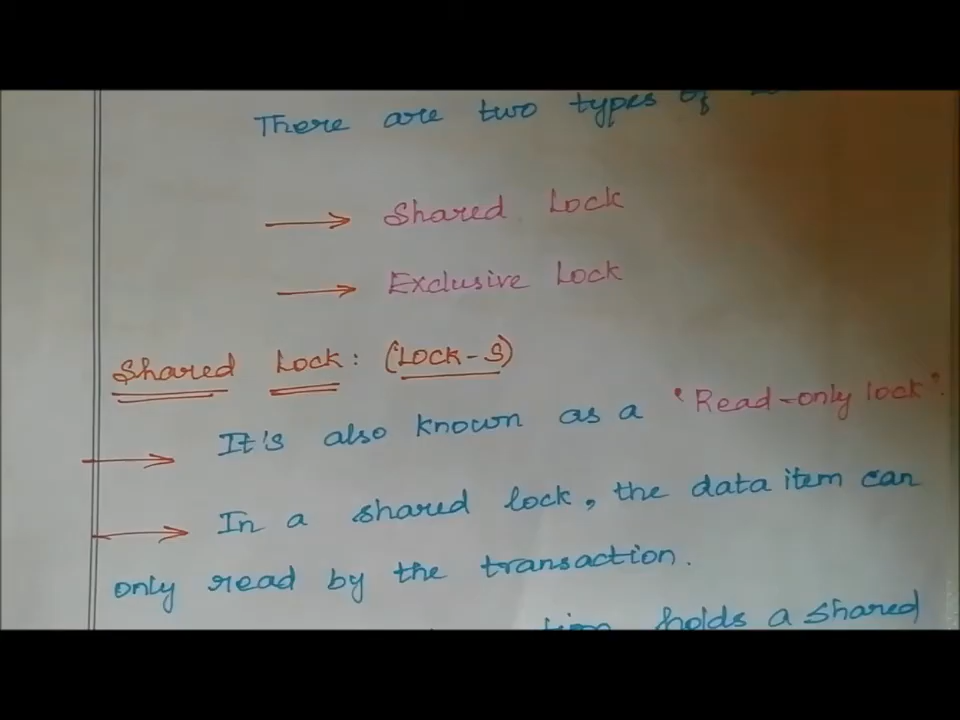 There are two types of
→ Shared Lock
→ Exclusive Lock
Shared Lock: (Lock-S)
→ It's also known as a "Read-only lock".
→ In a shared lock, the data item can
only read by the transaction.
holds a shared